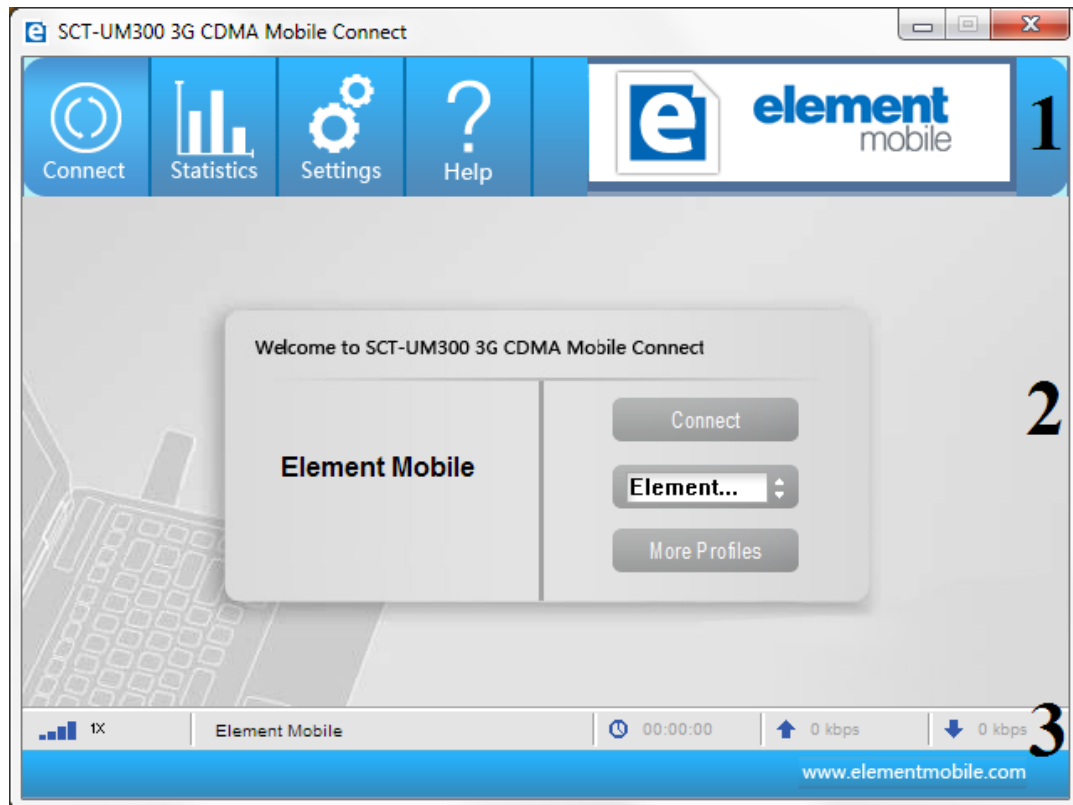 SCT-UM300 3G CDMA Mobile Connect
Connect
Statistics
Settings
Help
e
element
mobile
1
Welcome to SCT-UM300 3G CDMA Mobile Connect
Element Mobile
Connect
Element...
More Profiles
2
1X
Element Mobile
00:00:00
0 kbps
0 kbps
3
www.elementmobile.com